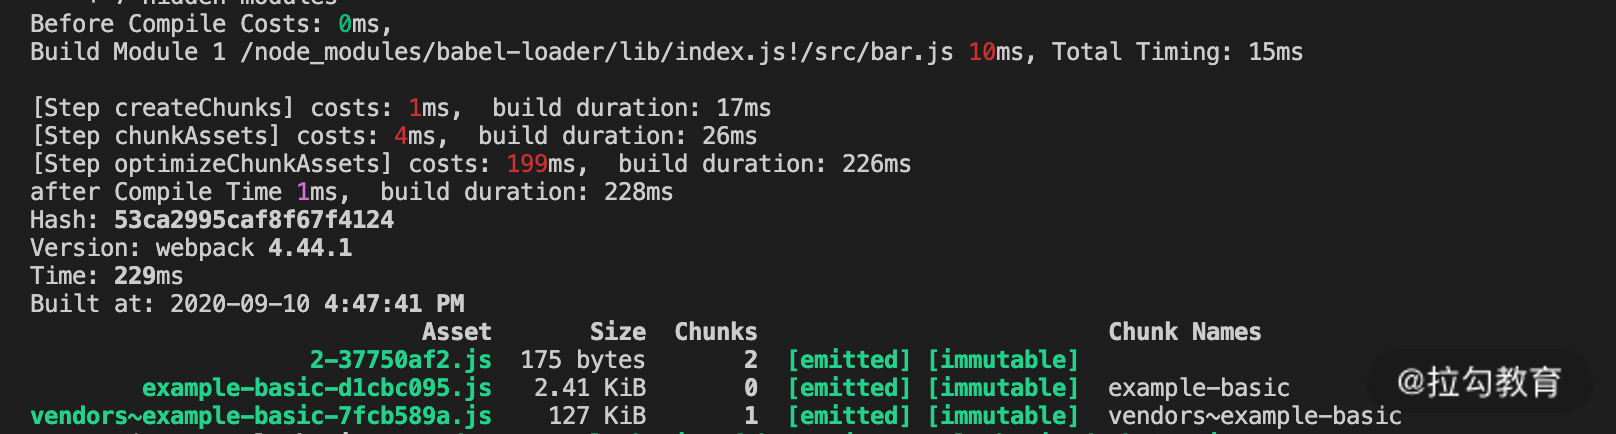 7 hidden modules
Before Compile Costs: 0ms,
Build Module 1 /node_modules/babel-loader/lib/index.js!/src/bar.js 10ms, Total Timing: 15ms
[Step createChunks] costs: 1ms,  build duration: 17ms
[Step chunkAssets] costs: 4ms,  build duration: 26ms
[Step optimizeChunkAssets] costs: 199ms,  build duration: 226ms
after Compile Time 1ms,  build duration: 228ms
Hash: 53ca2995caf8f67f4124
Version: webpack 4.44.1
Time: 229ms
Built at: 2020-09-10 4:47:41 PM
Asset Size Chunks Chunk Names
2-37750af2.js 175 bytes 2 [emitted] [immutable]
example-basic-d1cbc095.js 2.41 KiB 0 [emitted] [immutable] example-basic
vendors~example-basic-7fcb589a.js 127 KiB 1 [emitted] [immutable] vendors~example-basic
@拉勾教育